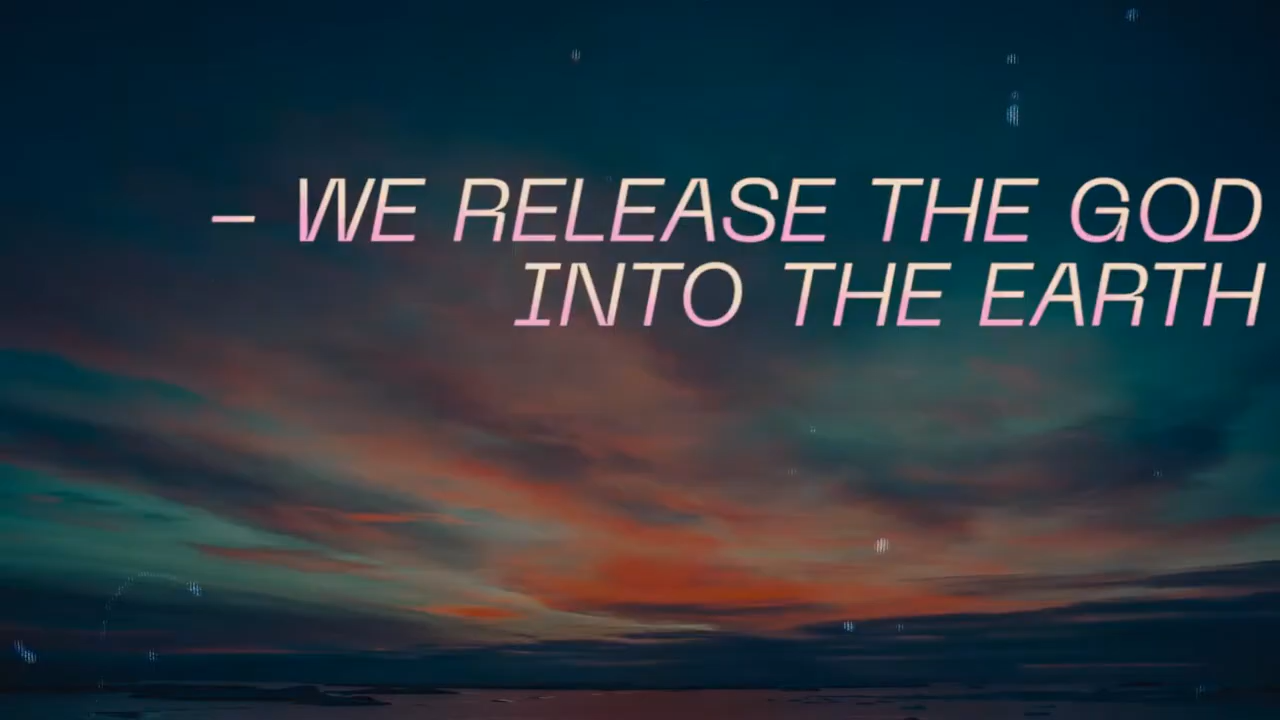 – WE RELEASE THE GOD
INTO THE EARTH